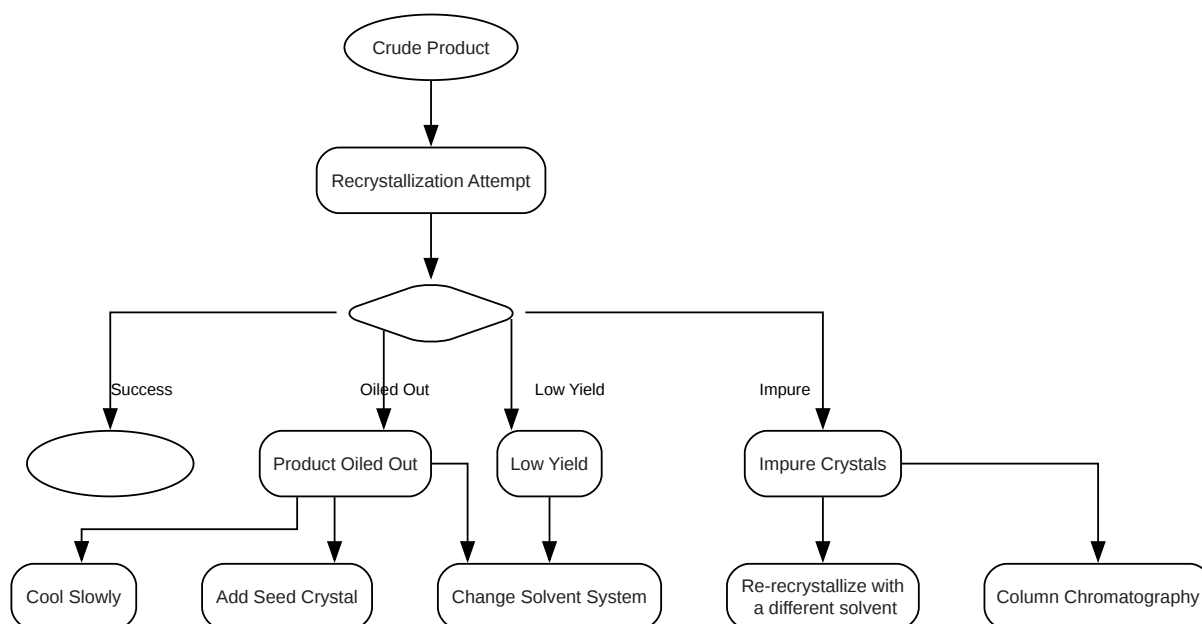 Crude Product
Recrystallization Attempt
Success
Oiled Out
Low Yield
Impure
Product Oiled Out
Low Yield
Impure Crystals
Cool Slowly
Add Seed Crystal
Change Solvent System
Re-recrystallize with
a different solvent
Column Chromatography